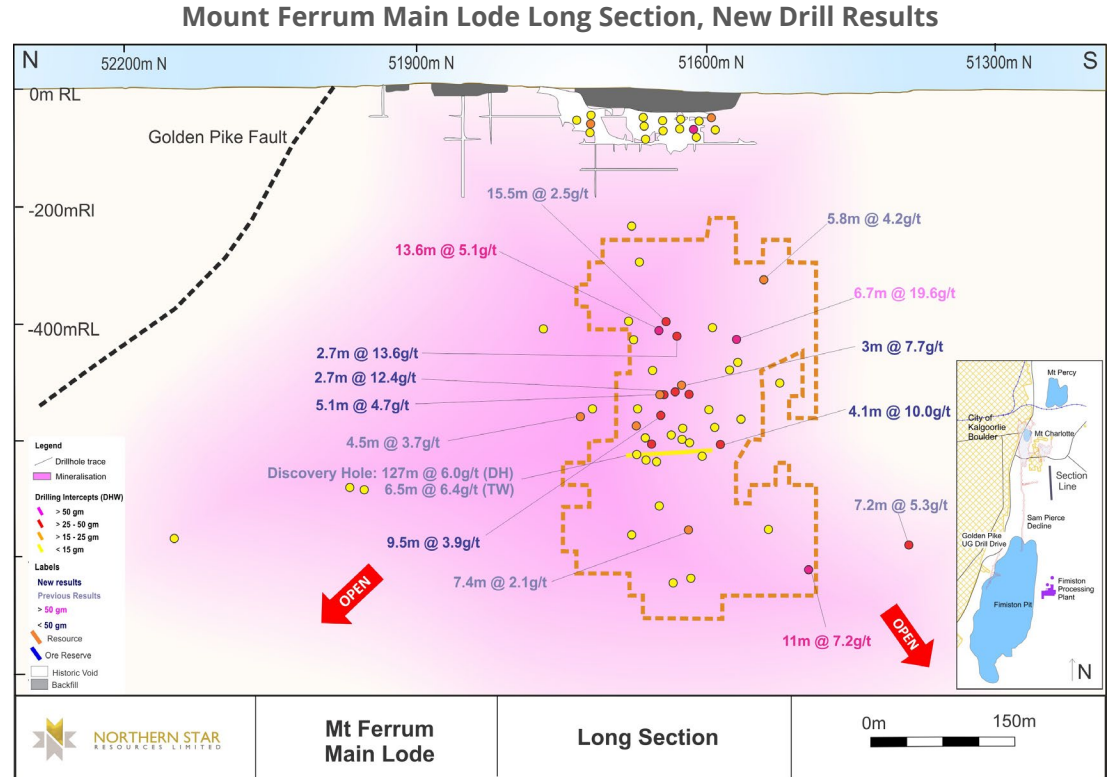 Mount Ferrum Main Lode Long Section, New Drill Results
N
52200m N
51900m N
51600m N
51300m N
S
0m RL
Golden Pike Fault
-200mRl
15.5m @ 2.5g/t
5.8m @ 4.2g/t
13.6m @ 5.1g/t
6.7m @ 19.6g/t
-400mRL
2.7m @ 13.6g/t
3m @ 7.7g/t
2.7m @ 12.4g/t
5.1m @ 4.7g/t
4.1m @ 10.0g/t
4.5m @ 3.7g/t
Discovery Hole: 127m @ 6.0g/t (DH)
6.5m @ 6.4g/t (TW)
7.2m @ 5.3g/t
9.5m @ 3.9g/t
7.4m @ 2.1g/t
11m @ 7.2g/t
OPEN
OPEN
Legend
Drillhole trace
Mineralisation
Drilling Intercepts (DHW)
> 50 gm
> 25 - 50 gm
> 15 - 25 gm
< 15 gm
Labels
New results
Previous Results
> 50 gm
< 50 gm
Resource
Ore Reserve
Historic Void
Backfill
Mt Percy
City of
Kalgoorlie
Boulder
Mt Charlotte
Section
Line
Sam Pierce
Decline
Golden Pike
UG Drill Drive
Fimiston
Processing
Plant
Fimiston Pit
N
NORTHERN STAR
RESOURCES LIMITED
Mt Ferrum
Main Lode
Long Section
0m
150m